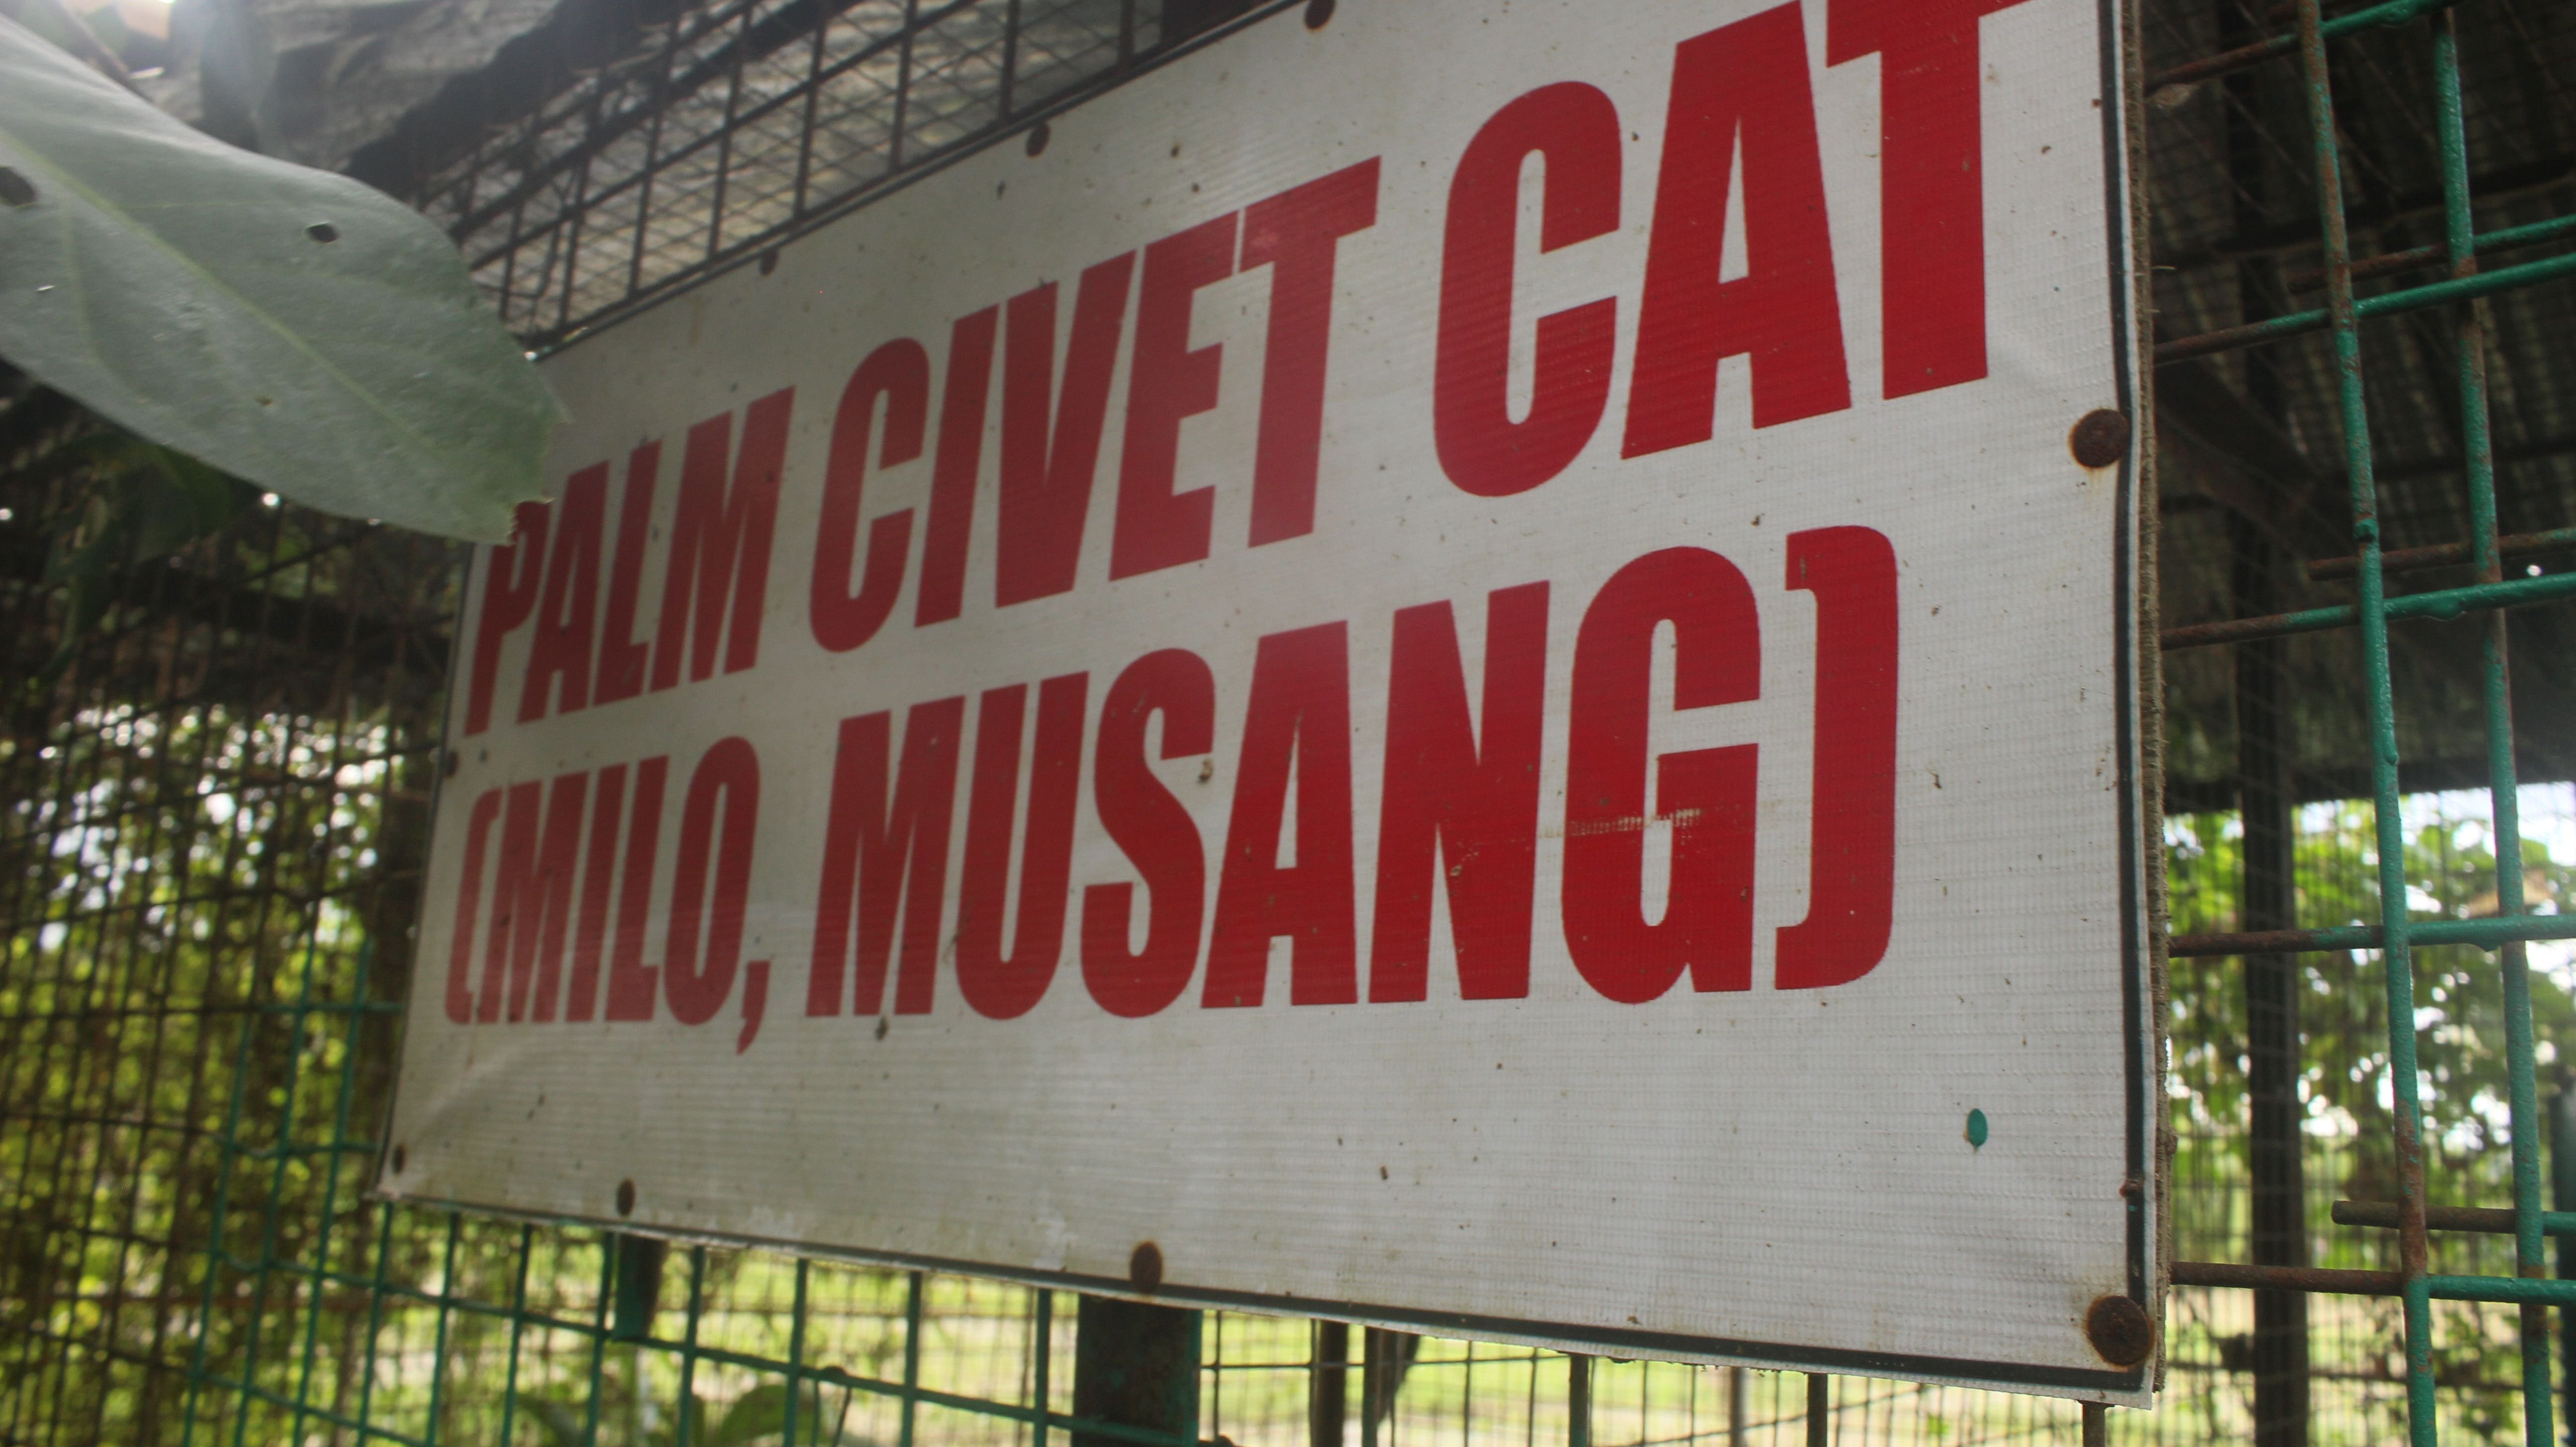 PALM CIVET CAT
(MILO, MUSANG)